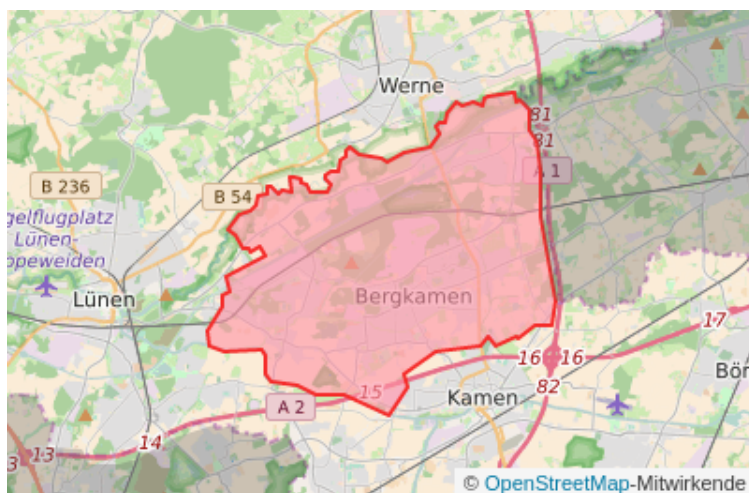 Werne
81
81
A 1
B 236
B 54
gelflugplatz
Lünen-
opeweiden
Lünen
Bergkamen
17
16
16
15
Bön
Kamen
82
A 2
14
13
3
© OpenStreetMap-Mitwirkende